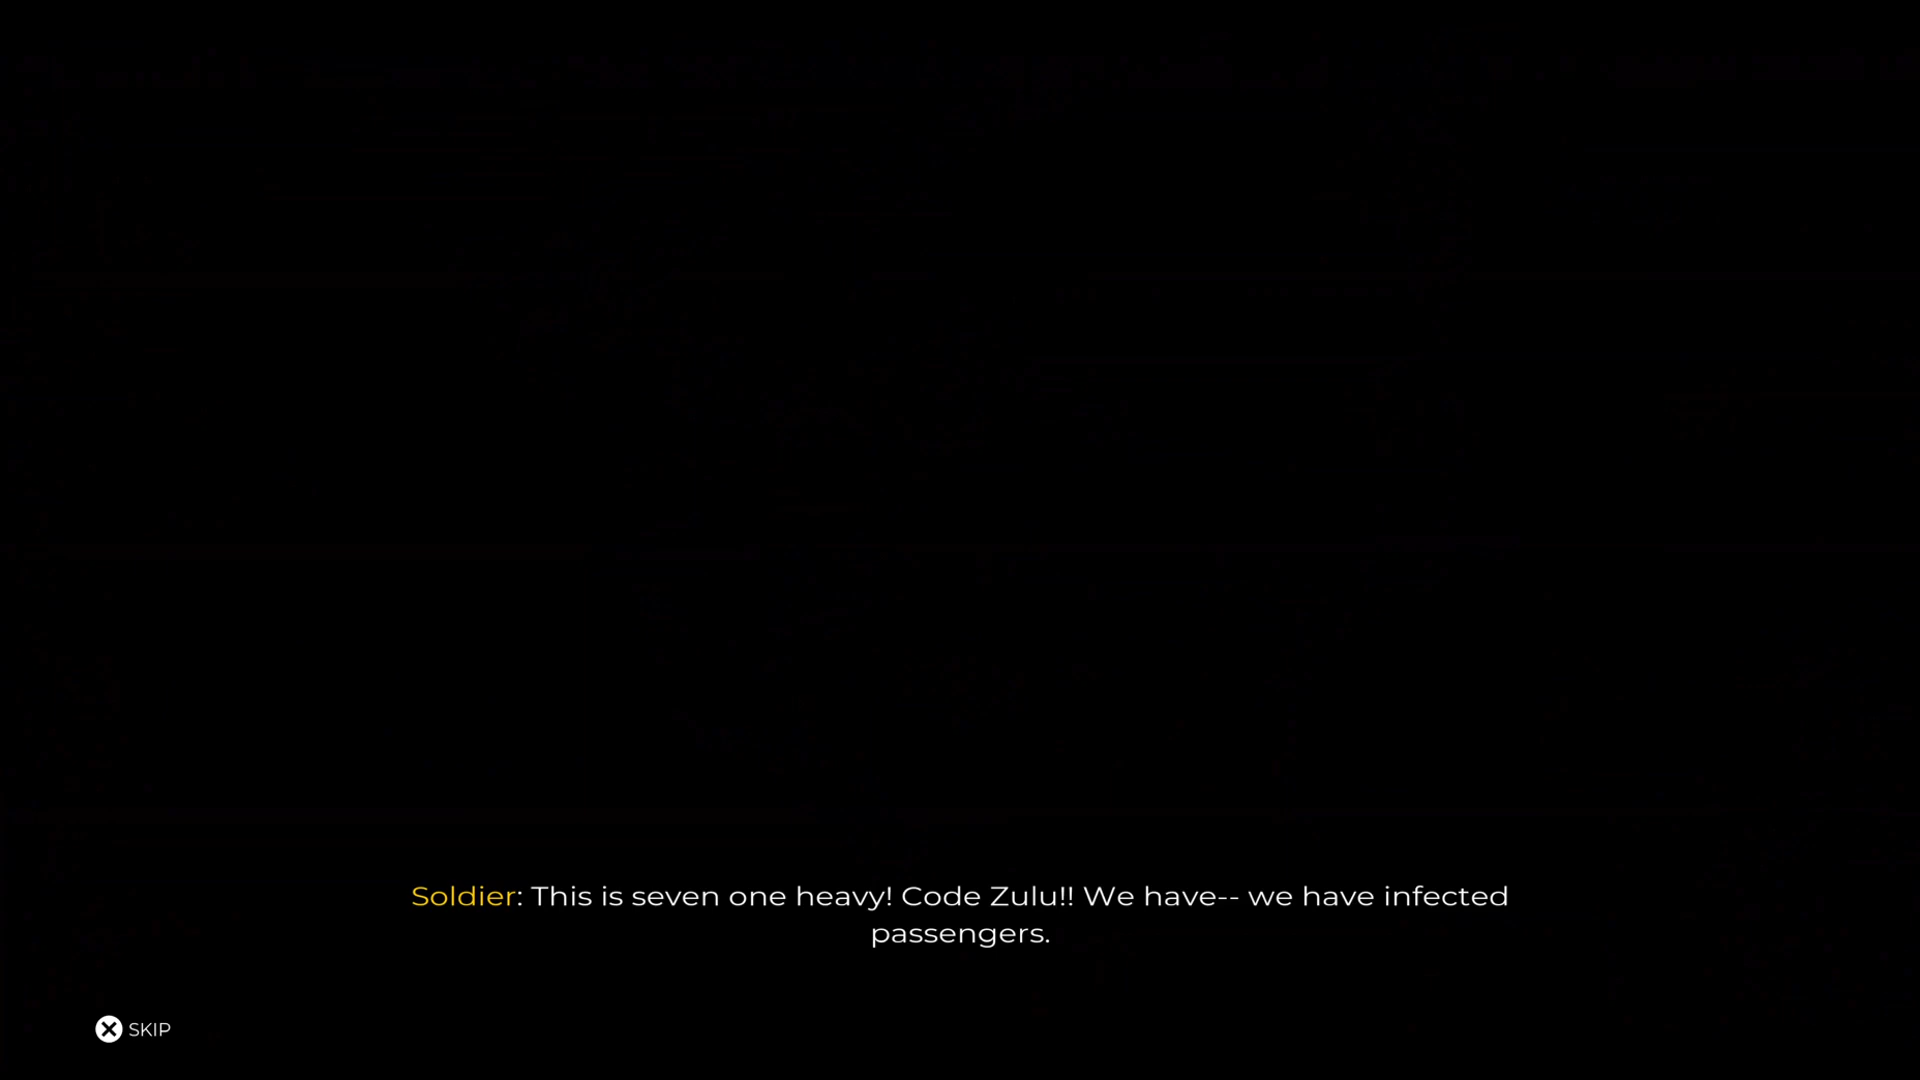 Soldier: This is seven one heavy! Code Zulu!! We have-- we have infected
passengers.
SKIP